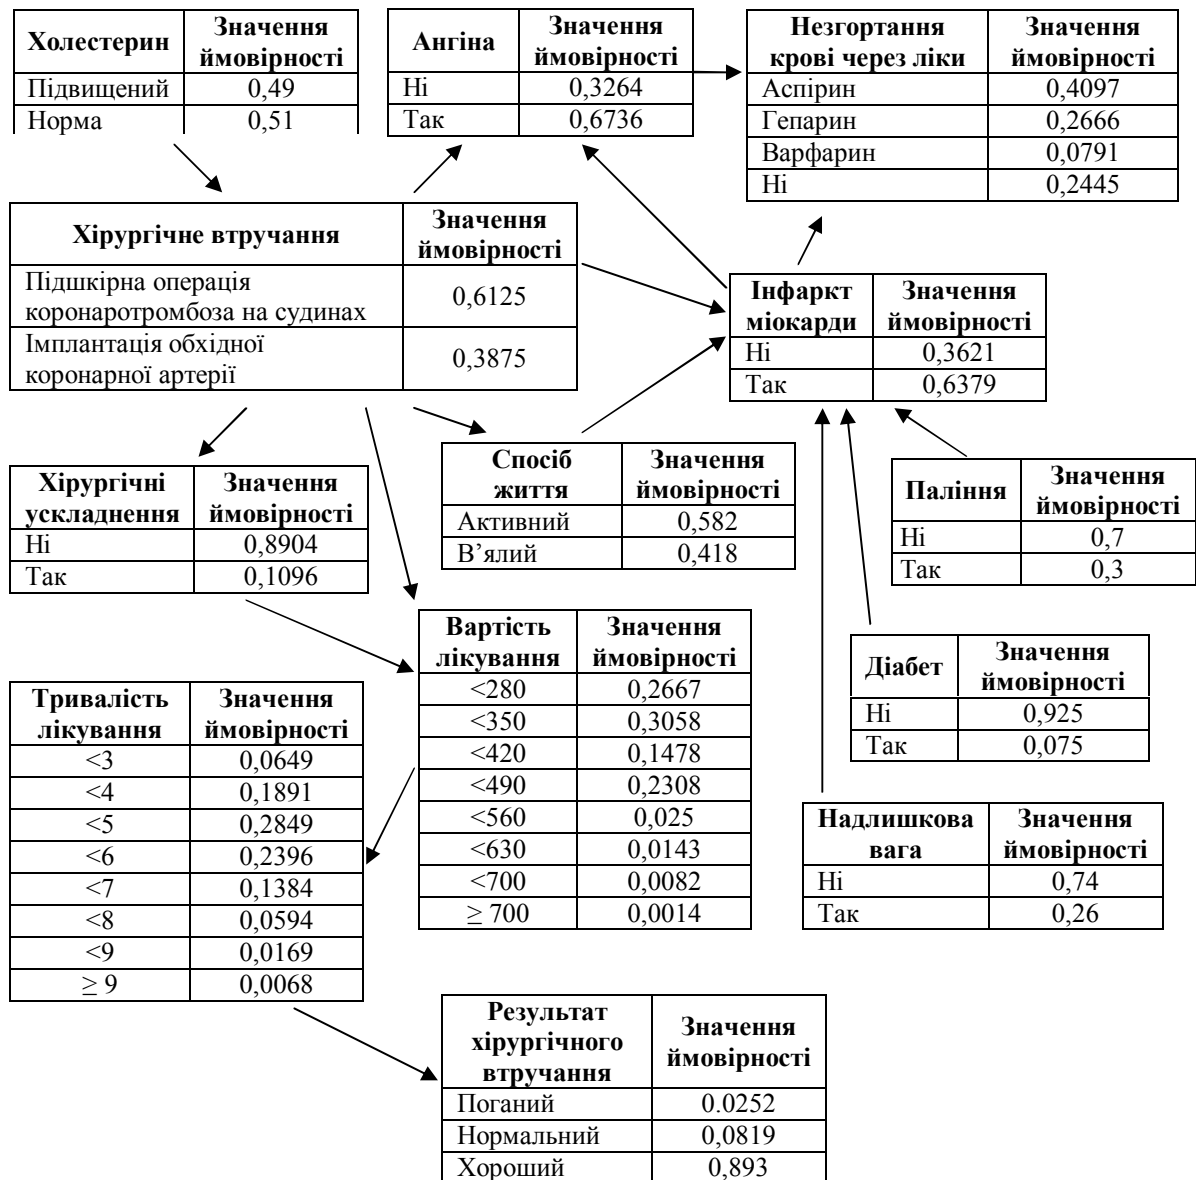 Холестерин Значення ймовірності
Підвищений 0,49
Норма 0,51
Ангіна Значення ймовірності
Ні 0,3264
Так 0,6736
Незгортання Значення
крові через ліки ймовірності
Аспірин 0,4097
Гепарин 0,2666
Варфарин 0,0791
Ні 0,2445
Хірургічне втручання Значення ймовірності
Підшкірна операція
коронаротромбоза на судинах 0,6125
Імплантація обхідної
коронарної артерії 0,3875
Інфаркт Значення
міокарди ймовірності
Ні 0,3621
Так 0,6379
Хірургічні Значення
ускладнення ймовірності
Ні 0,8904
Так 0,1096
Спосіб Значення
життя ймовірності
Активний 0,582
В’ялий 0,418
Паління Значення ймовірності
Ні 0,7
Так 0,3
Вартість Значення
лікування ймовірності
<280 0,2667
<350 0,3058
<420 0,1478
<490 0,2308
<560 0,025
<630 0,0143
<700 0,0082
≥ 700 0,0014
Діабет Значення ймовірності
Ні 0,925
Так 0,075
Тривалість Значення
лікування ймовірності
<3 0,0649
<4 0,1891
<5 0,2849
<6 0,2396
<7 0,1384
<8 0,0594
<9 0,0169
≥ 9 0,0068
Надлишкова Значення
вага ймовірності
Ні 0,74
Так 0,26
Результат
хірургічного
втручання Значення ймовірності
Поганий 0.0252
Нормальний 0,0819
Хороший 0,893